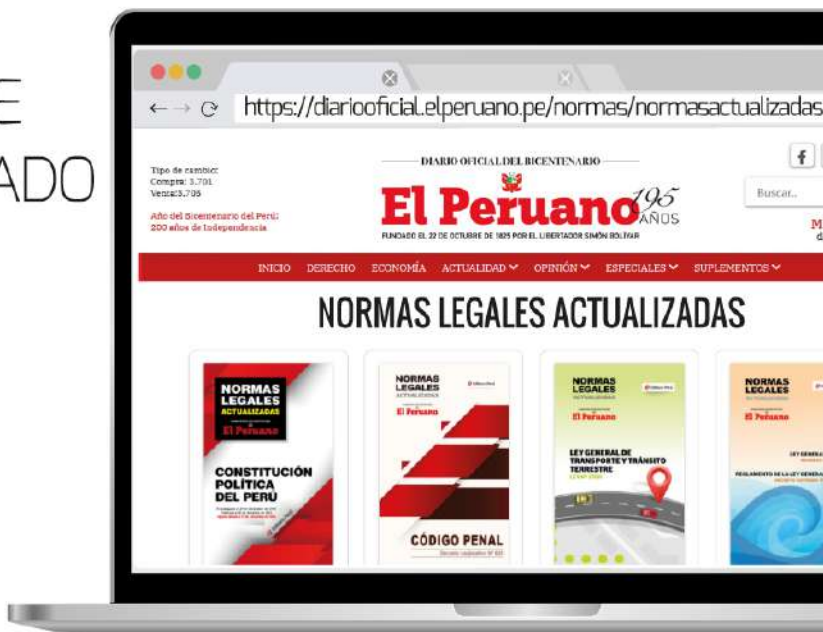 E
ADO
https://diariooficial.elperuano.pe/normas/normasactualizadas
Tipo de cambio:
Compra: 3.701
Venta:3.705
Año del Bicentenario del Perú:
200 años de Independencia
DIARIO OFICIAL DEL BICENTENARIO
El Peruano
195
AÑOS
FUNDADO EL 22 DE OCTUBRE DE 1825 POR EL LIBERTADOR SIMÓN BOLÍVAR
f
Buscar..
M
d
INICIO DERECHO ECONOMÍA ACTUALIDAD OPINIÓN ESPECIALES SUPLEMENTOS
NORMAS LEGALES ACTUALIZADAS
NORMAS
LEGALES
ACTUALIZADAS
El Peruano
CONSTITUCIÓN
POLÍTICA
DEL PERÚ
NORMAS
LEGALES
ACTUALIZADAS
El Peruano
CÓDIGO PENAL
NORMAS
LEGALES
ACTUALIZADAS
El Peruano
LEY GENERAL DE
TRANSPORTE Y TRÁNSITO
TERRESTRE
NORMAS
LEGALES
ACTUALIZADAS
El Peruano